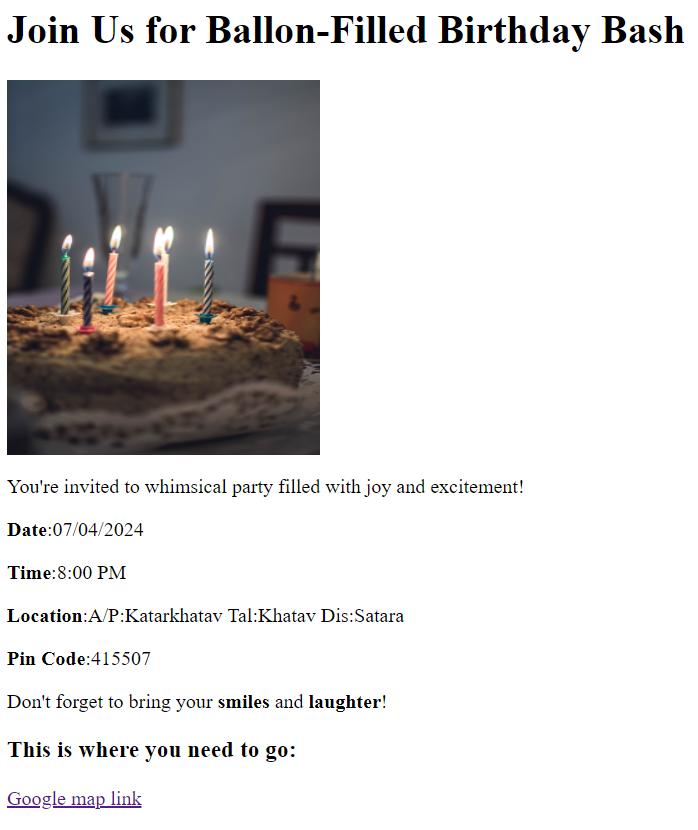 Join Us for Ballon-Filled Birthday Bash
You're invited to whimsical party filled with joy and excitement!
Date:07/04/2024
Time:8:00 PM
Location:A/P:Katarkhatav Tal:Khatav Dis:Satara
Pin Code:415507
Don't forget to bring your smiles and laughter!
This is where you need to go:
Google map link